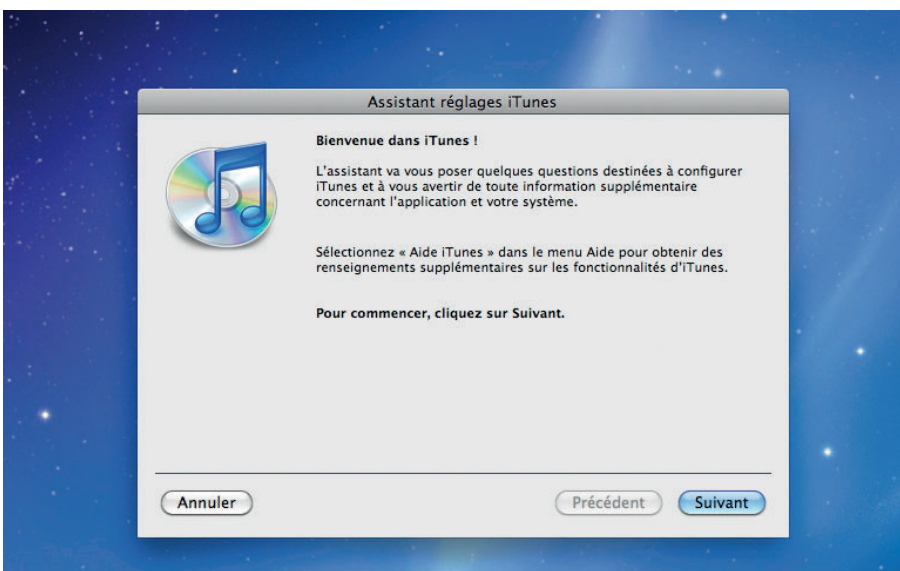 Assistant réglages iTunes
Bienvenue dans iTunes !
L'assistant va vous poser quelques questions destinées à configurer
iTunes et à vous avertir de toute information supplémentaire
concernant l'application et votre système.
Sélectionnez « Aide iTunes » dans le menu Aide pour obtenir des
renseignements supplémentaires sur les fonctionnalités d'iTunes.
Pour commencer, cliquez sur Suivant.
Annuler Précédent Suivant